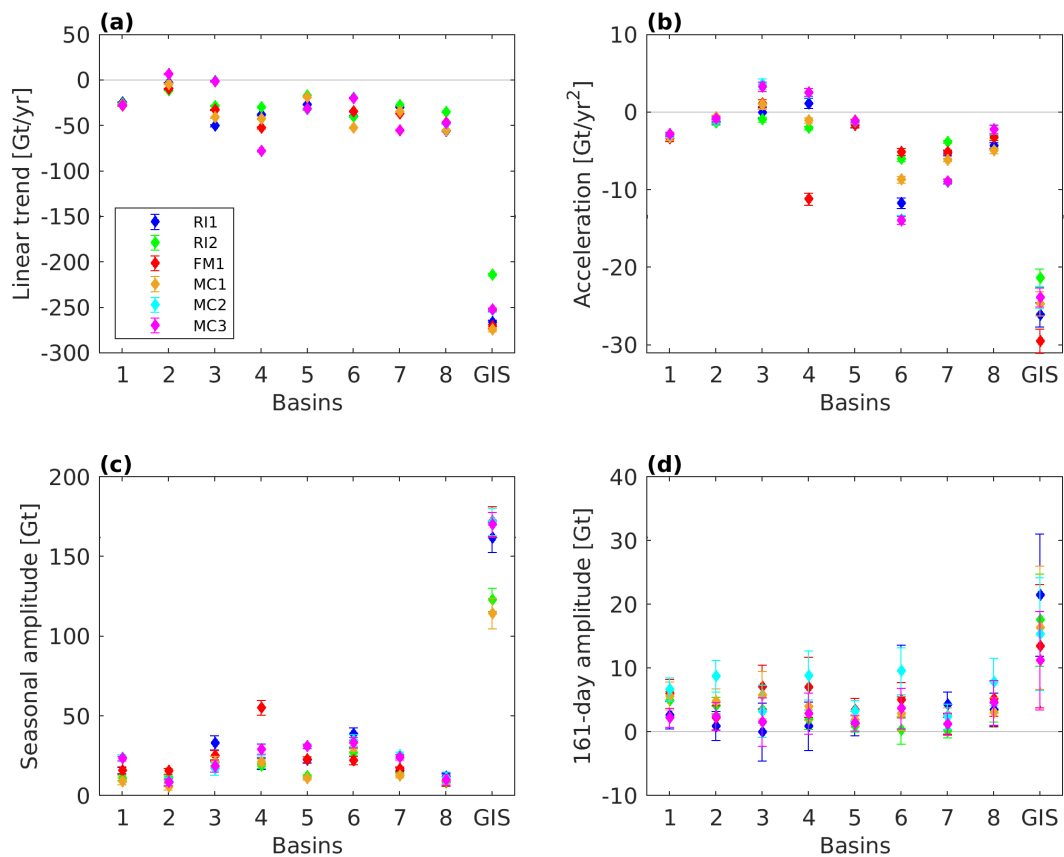 (a)
Linear trend [Gt/yr]
50
0
-50
-100
-150
-200
-250
-300
RI1
RI2
FM1
MC1
MC2
MC3
1 2 3 4 5 6 7 8 GIS
Basins
(b)
Acceleration [Gt/yr²]
10
0
-10
-20
-30
1 2 3 4 5 6 7 8 GIS
Basins
(c)
Seasonal amplitude [Gt]
200
150
100
50
0
1 2 3 4 5 6 7 8 GIS
Basins
(d)
161-day amplitude [Gt]
40
30
20
10
0
-10
1 2 3 4 5 6 7 8 GIS
Basins